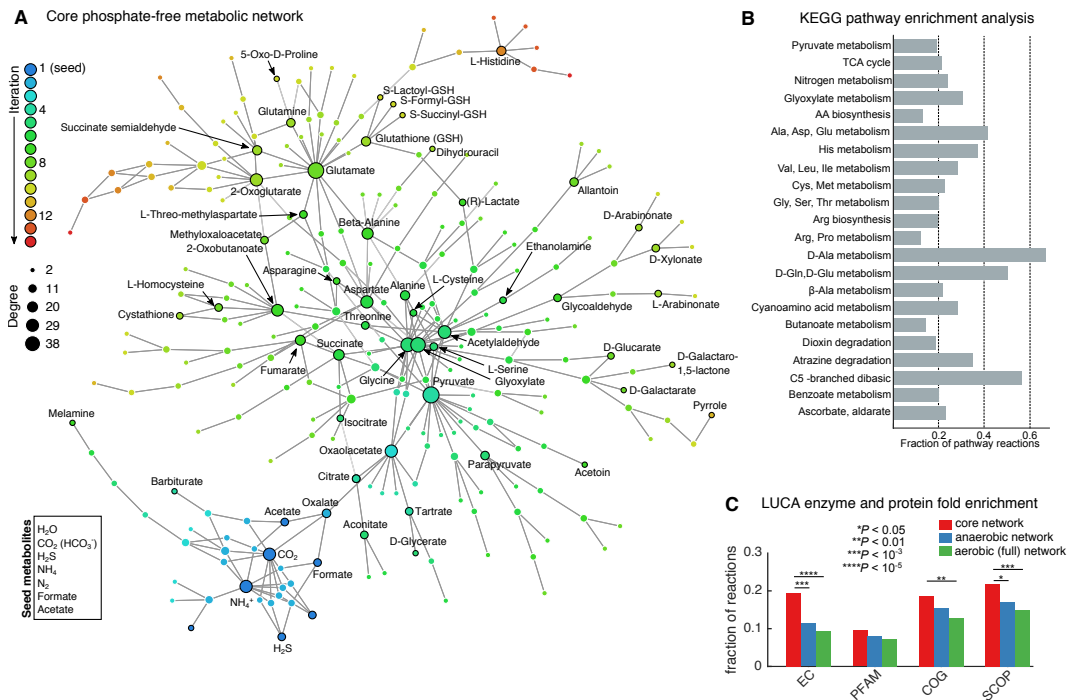 A Core phosphate-free metabolic network
Iteration
1 (seed)
4
8
12
Degree
2
11
20
29
38
5-Oxo-D-Proline
L-Histidine
S-Lactoyl-GSH
S-Formyl-GSH
S-Succinyl-GSH
Glutamine
Succinate semialdehyde
Glutathione (GSH)
Dihydrouracil
Glutamate
2-Oxoglutarate
Allantoin
(R)-Lactate
L-Threo-methylaspartate
D-Arabinonate
Beta-Alanine
Methyloxaloacetate
2-Oxobutanoate
Ethanolamine
D-Xylonate
Asparagine
L-Cysteine
L-Homocysteine
Aspartate
Alanine
Glycoaldehyde
L-Arabinonate
Cystathione
Threonine
Succinate
Acetylaldehyde
D-Glucarate
D-Galactaro-
1,5-lactone
Fumarate
Glycine
L-Serine
Glyoxylate
Pyruvate
D-Galactarate
Pyrrole
Melamine
Isocitrate
Oxaloacetate
Parapyruvate
Acetoin
Barbiturate
Citrate
Oxalate
Acetate
Tartrate
Aconitate
D-Glycerate
CO2
Formate
NH4+
H2S
Seed metabolites
H2O
CO2 (HCO3-)
H2S
NH4
N2
Formate
Acetate
B KEGG pathway enrichment analysis
Pyruvate metabolism
TCA cycle
Nitrogen metabolism
Glyoxylate metabolism
AA biosynthesis
Ala, Asp, Glu metabolism
His metabolism
Val, Leu, Ile metabolism
Cys, Met metabolism
Gly, Ser, Thr metabolism
Arg biosynthesis
Arg, Pro metabolism
D-Ala metabolism
D-Gln,D-Glu metabolism
β-Ala Metabolism
Cyanoamino acid metabolism
Butanoate metabolism
Dioxin degradation
Atrazine degradation
C5 -branched dibasic
Benzoate metabolism
Ascorbate, aldarate
0.2 0.4 0.6
Fraction of pathway reactions
C LUCA enzyme and protein fold enrichment
*P < 0.05
**P < 0.01
***P < 10-3
****P < 10-5
core network
anaerobic network
aerobic (full) network
fraction of reactions
0.3
0.2
0.1
0
****
***
**
***
*
EC PFAM COG SCOP